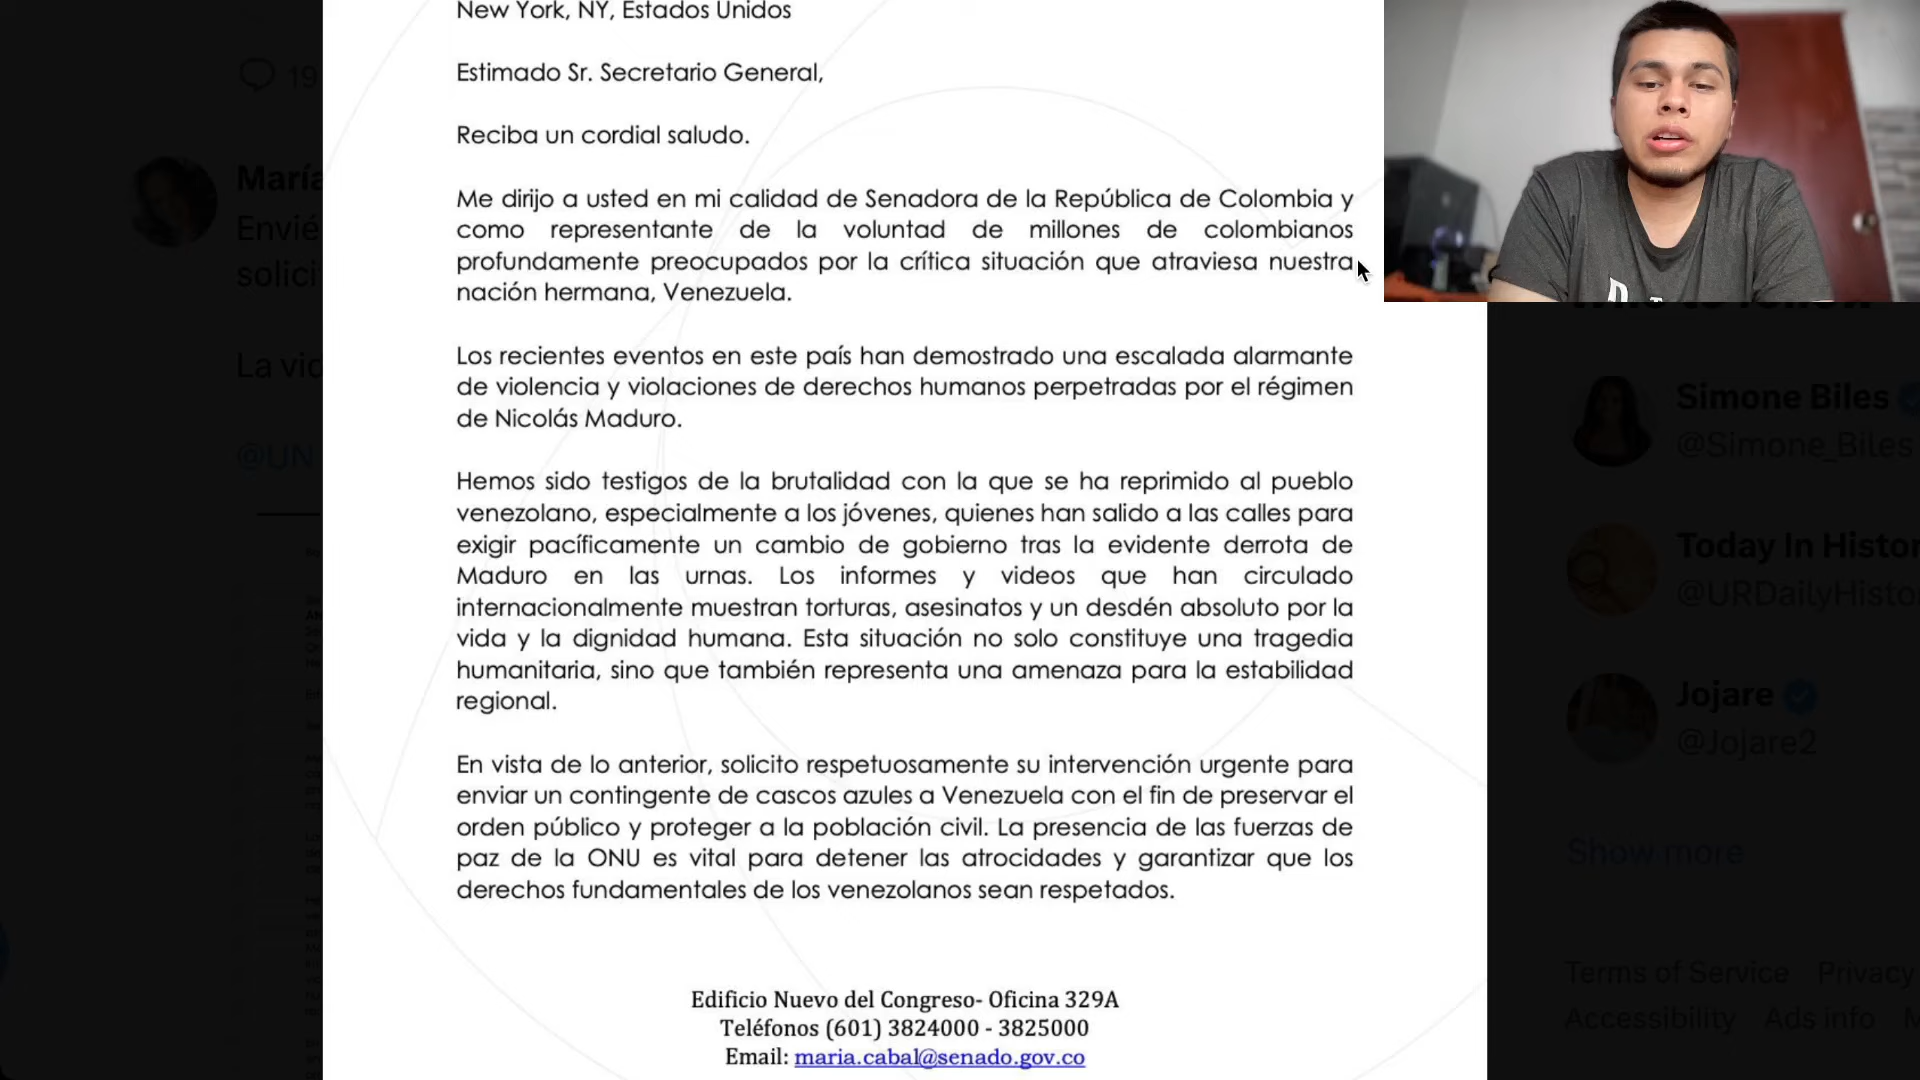 New York, NY, Estados Unidos
Estimado Sr. Secretario General,
Reciba un cordial saludo.
Me dirijo a usted en mi calidad de Senadora de la República de Colombia y
como representante de la voluntad de millones de colombianos
profundamente preocupados por la crítica situación que atraviesa nuestra
nación hermana, Venezuela.
Los recientes eventos en este país han demostrado una escalada alarmante
de violencia y violaciones de derechos humanos perpetradas por el régimen
de Nicolás Maduro.
Hemos sido testigos de la brutalidad con la que se ha reprimido al pueblo
venezolano, especialmente a los jóvenes, quienes han salido a las calles para
exigir pacíficamente un cambio de gobierno tras la evidente derrota de
Maduro en las urnas. Los informes y videos que han circulado
internacionalmente muestran torturas, asesinatos y un desdén absoluto por la
vida y la dignidad humana. Esta situación no solo constituye una tragedia
humanitaria, sino que también representa una amenaza para la estabilidad
regional.
En vista de lo anterior, solicito respetuosamente su intervención urgente para
enviar un contingente de cascos azules a Venezuela con el fin de preservar el
orden público y proteger a la población civil. La presencia de las fuerzas de
paz de la ONU es vital para detener las atrocidades y garantizar que los
derechos fundamentales de los venezolanos sean respetados.
Edificio Nuevo del Congreso- Oficina 329A
Teléfonos (601) 3824000 - 3825000
Email: maria.cabal@senado.gov.co
19
María
Envié
solici
La vio
@UN
Simone Biles
@Simone_Biles
Today In Histor
@URDailyHisto
Jojare
@Jojare2
Show more
Terms of Service Privacy
Accessibility Ads info M